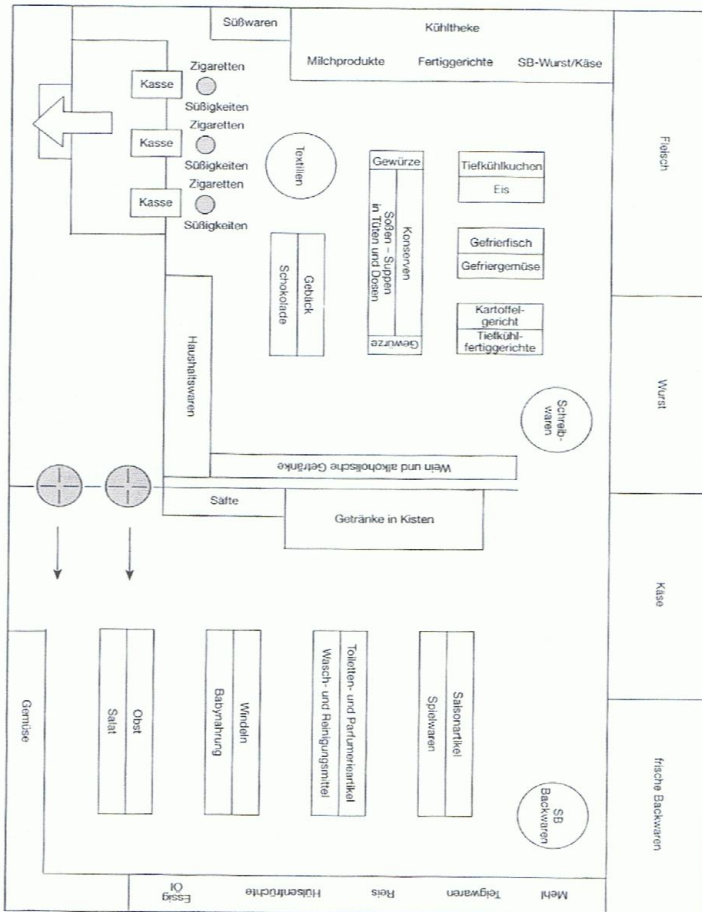 Süßwaren
Kühltheke
Milchprodukte
Fertiggerichte
SB-Wurst/Käse
Zigaretten
Kasse
Süßigkeiten
Zigaretten
Kasse
Süßigkeiten
Zigaretten
Kasse
Süßigkeiten
Textilien
Gewürze
Konserven
Soßen – Suppen
in Tüten und Dosen
Gewürze
Tiefkühlkuchen
Eis
Gefrierfisch
Gefriergemüse
Kartoffel-
gericht
Tiefkühl-
fertiggerichte
Gebäck
Schokolade
Haushaltswaren
Schreib-
waren
Wein und alkoholische Getränke
Säfte
Getränke in Kisten
Fleisch
Wurst
Käse
frische Backwaren
Gemüse
Obst
Salat
Windeln
Babynahrung
Toiletten- und Parfumerieartikel
Wasch- und Reinigungsmittel
Saisonartikel
Spielwaren
SB
Backwaren
Essig
Öl
Hülsenfrüchte
Reis
Teigwaren
Mehl